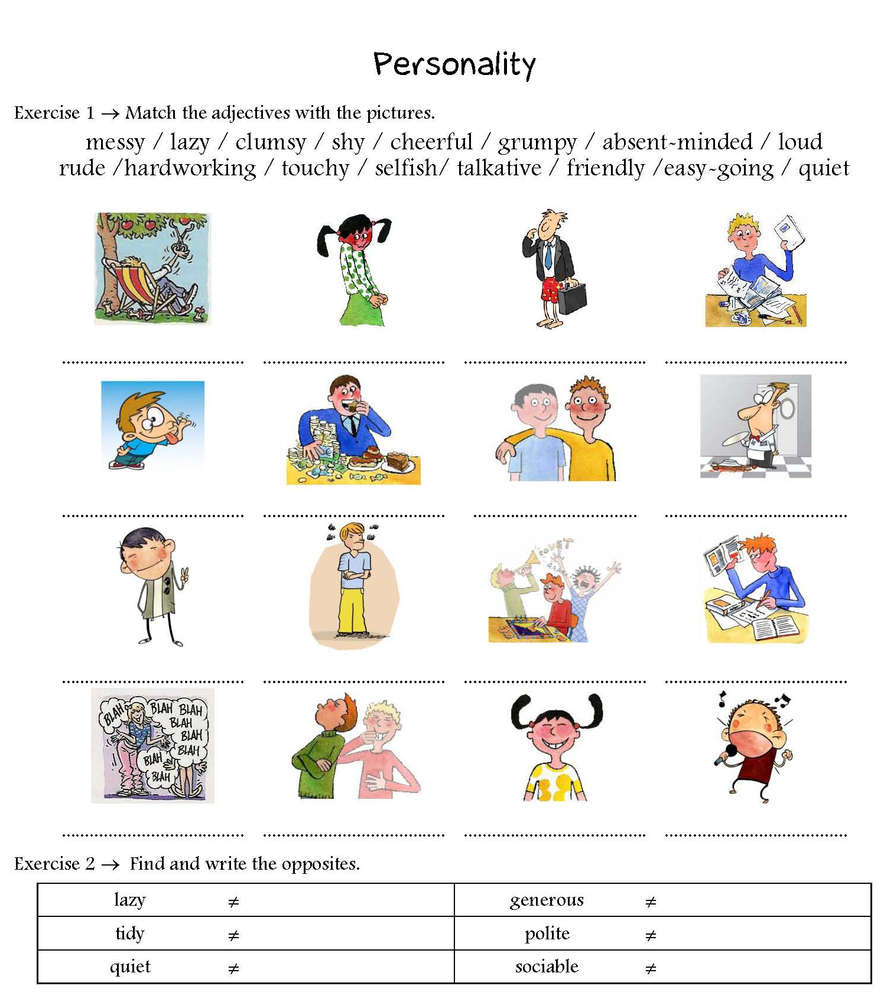 Personality
Exercise 1 → Match the adjectives with the pictures.
messy / lazy / clumsy / shy / cheerful / grumpy / absent-minded / loud
rude /hardworking / touchy / selfish/ talkative / friendly /easy-going / quiet
POUET
AAAA
BLAH BLAH BLAH
BLAH
BLAH
BLAH BLAH
BLAH
Exercise 2 → Find and write the opposites.
lazy ≠ generous ≠
tidy ≠ polite ≠
quiet ≠ sociable ≠